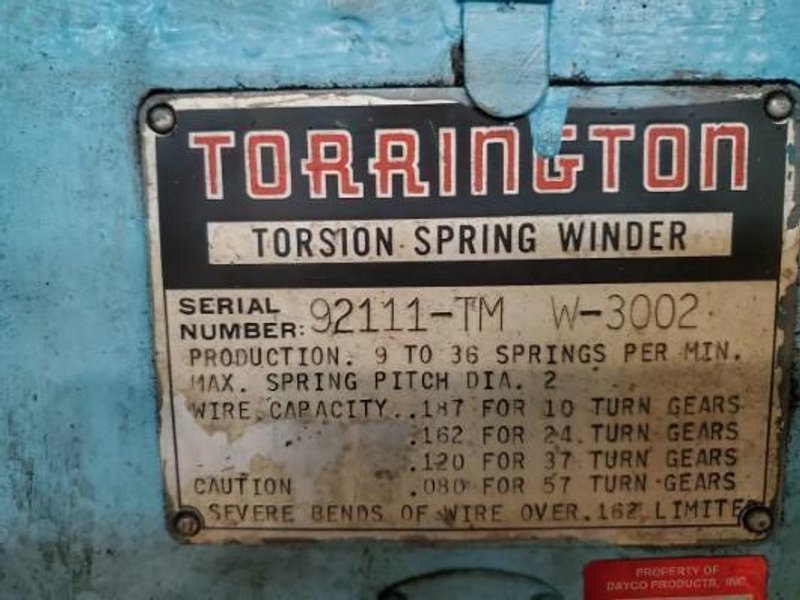 TORRINGTON
TORSION SPRING WINDER
SERIAL
NUMBER: 92111-TM W-3002
PRODUCTION. 9 TO 36 SPRINGS PER MIN.
MAX. SPRING PITCH DIA. 2
WIRE CAPACITY..187 FOR 10 TURN GEARS
.162 FOR 24 TURN GEARS
.120 FOR 37 TURN GEARS
CAUTION .080 FOR 57 TURN GEARS
SEVERE BENDS OF WIRE OVER .162 LIMITED
PROPERTY OF
DAYCO PRODUCTS, INC.